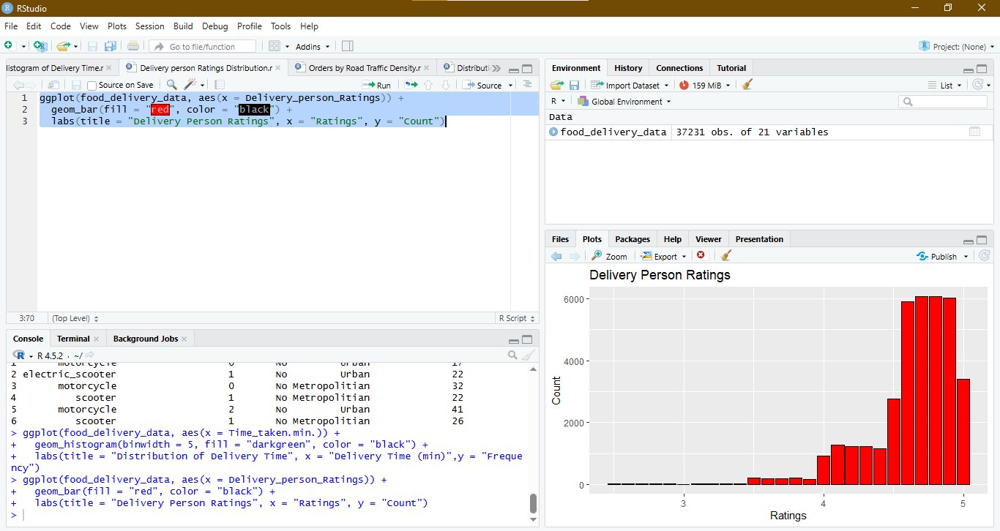 RStudio
File Edit Code View Plots Session Build Debug Profile Tools Help
Go to file/function Addins Project: (None)
istogram of Delivery Time.r Delivery person Ratings Distribution.r Orders by Road Traffic Density.r Distributi
Source on Save Run Source
1 ggplot(food_delivery_data, aes(x = Delivery_person_Ratings)) +
2 geom_bar(fill = "red", color = "black") +
3 labs(title = "Delivery Person Ratings", x = "Ratings", y = "Count")
3:70 (Top Level) R Script
Console Terminal Background Jobs
R 4.5.2 · ~/
1 motorcycle 0 No Urban 17
2 electric_scooter 1 No Urban 22
3 motorcycle 0 No Metropolitian 32
4 scooter 1 No Metropolitian 22
5 motorcycle 2 No Urban 41
6 scooter 1 No Metropolitian 26
> ggplot(food_delivery_data, aes(x = Time_taken.min.)) +
+ geom_histogram(binwidth = 5, fill = "darkgreen", color = "black") +
+ labs(title = "Distribution of Delivery Time", x = "Delivery Time (min)",y = "Freque
ncy")
> ggplot(food_delivery_data, aes(x = Delivery_person_Ratings)) +
+ geom_bar(fill = "red", color = "black") +
+ labs(title = "Delivery Person Ratings", x = "Ratings", y = "Count")
>
Environment History Connections Tutorial
Import Dataset 159 MiB List
R Global Environment
Data
food_delivery_data 37231 obs. of 21 variables
Files Plots Packages Help Viewer Presentation
Zoom Export Publish
Delivery Person Ratings
6000
4000
2000
0
Count
3 4 5
Ratings